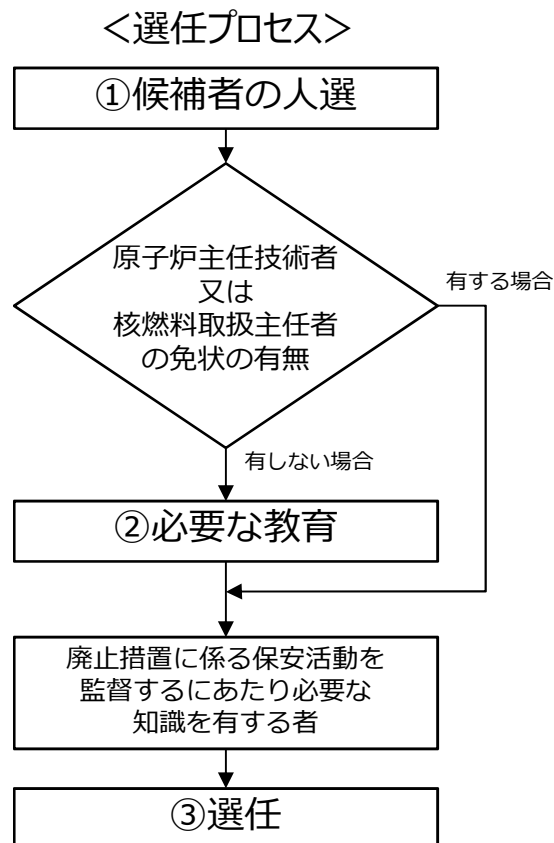 ＜選任プロセス＞
①候補者の人選
原子炉主任技術者
又は
核燃料取扱主任者
の免状の有無
有する場合
有しない場合
②必要な教育
廃止措置に係る保安活動を
監督するにあたり必要な
知識を有する者
③選任